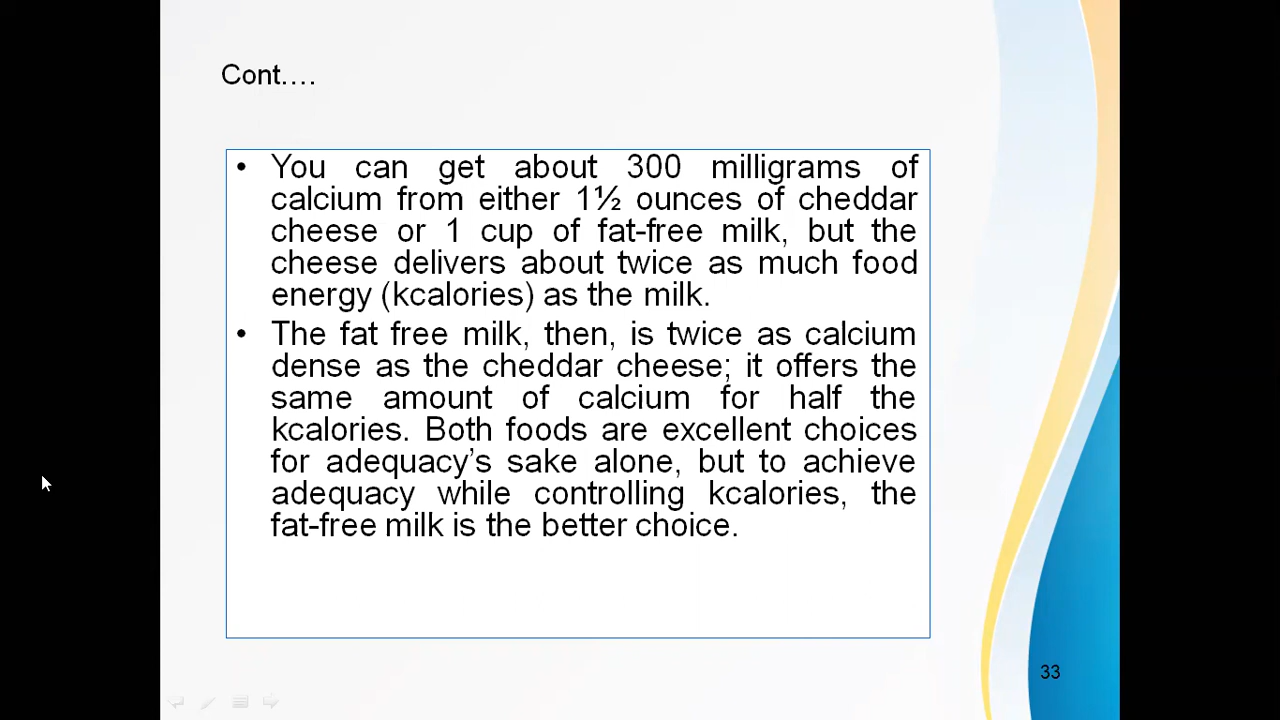 Cont….
• You can get about 300 milligrams of
calcium from either 1½ ounces of cheddar
cheese or 1 cup of fat-free milk, but the
cheese delivers about twice as much food
energy (kcalories) as the milk.
• The fat free milk, then, is twice as calcium
dense as the cheddar cheese; it offers the
same amount of calcium for half the
kcalories. Both foods are excellent choices
for adequacy’s sake alone, but to achieve
adequacy while controlling kcalories, the
fat-free milk is the better choice.
33